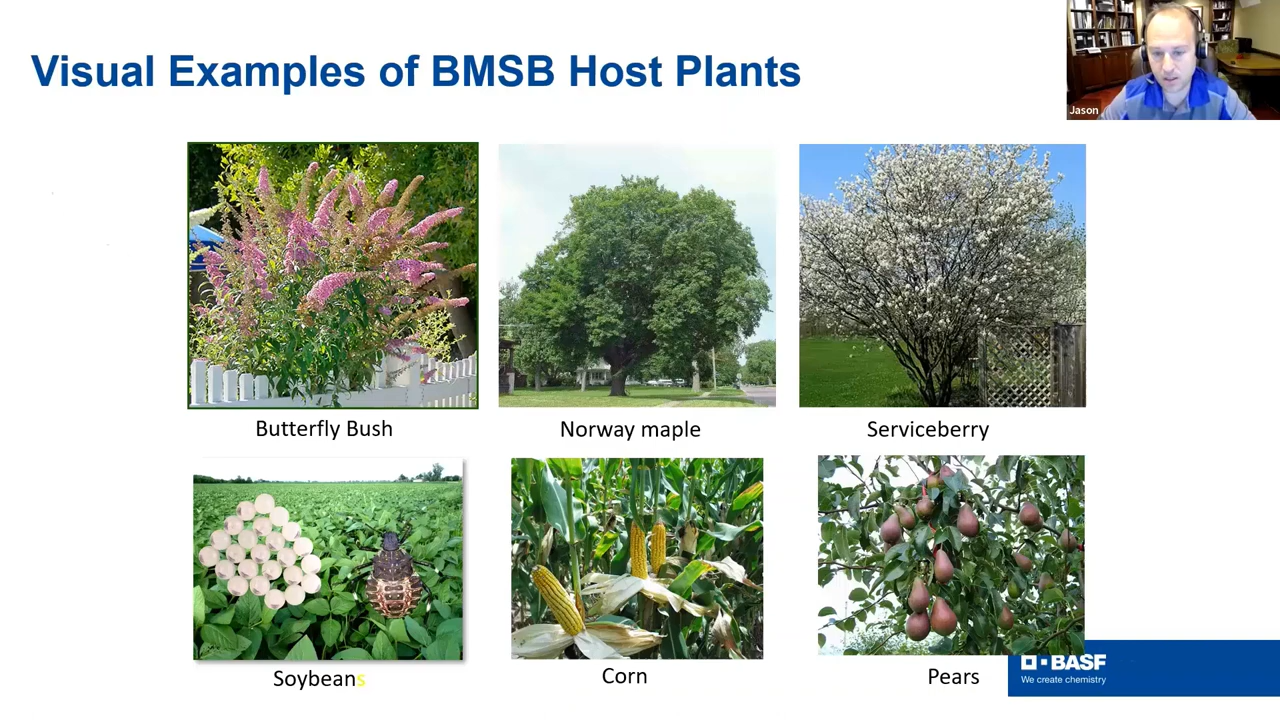 Visual Examples of BMSB Host Plants
Jason
Butterfly Bush
Norway maple
Serviceberry
Soybeans
Corn
Pears
BASF
We create chemistry